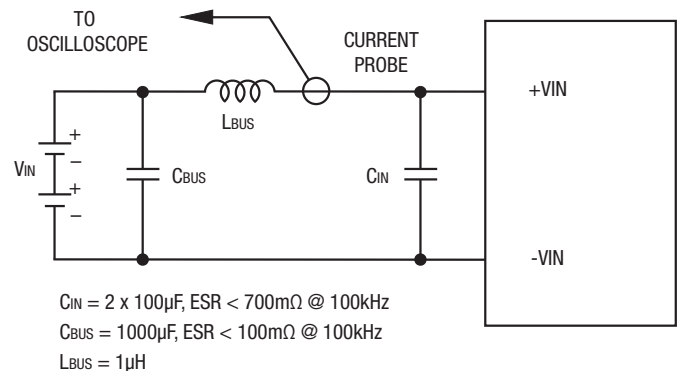 TO
OSCILLOSCOPE
CURRENT
PROBE
+VIN
LBUS
+
VIN
−
+
−
CBUS
CIN
-VIN
CIN = 2 x 100µF, ESR < 700mΩ @ 100kHz
CBUS = 1000µF, ESR < 100mΩ @ 100kHz
LBUS = 1µH